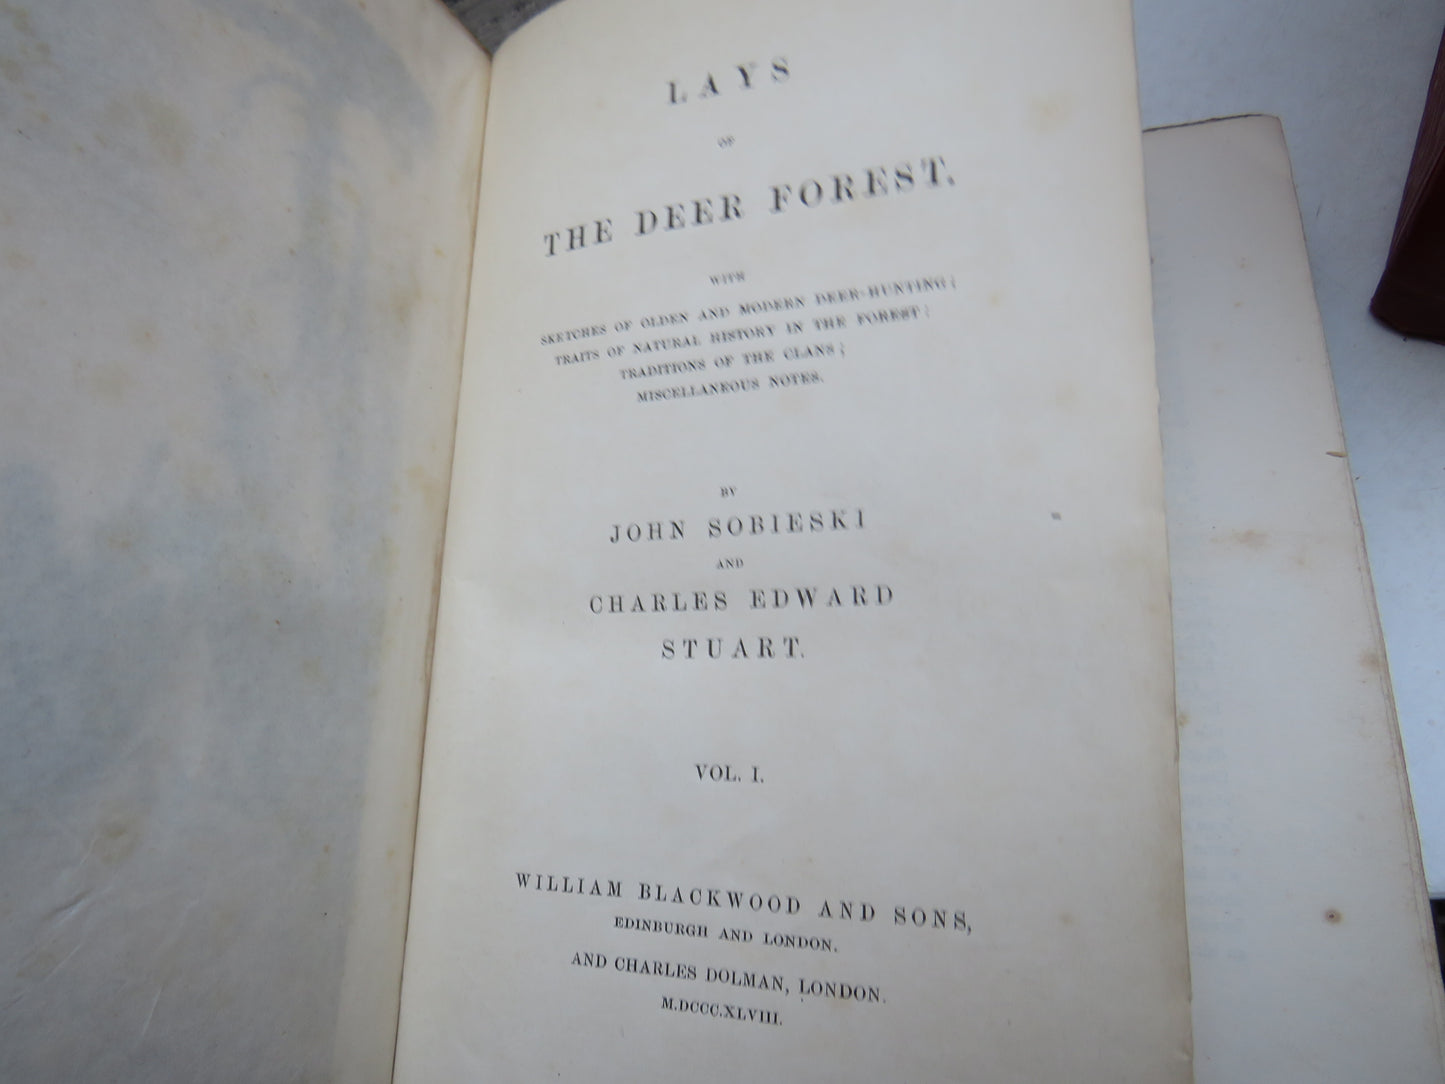 LAYS
OF
THE DEER FOREST.
WITH
SKETCHES OF OLDEN AND MODERN DEER-HUNTING;
TRAITS OF NATURAL HISTORY IN THE FOREST;
TRADITIONS OF THE CLANS;
MISCELLANEOUS NOTES.
BY
JOHN SOBIESKI
AND
CHARLES EDWARD
STUART.
VOL. I.
WILLIAM BLACKWOOD AND SONS,
EDINBURGH AND LONDON.
AND CHARLES DOLMAN, LONDON.
M.DCCC.XLVIII.